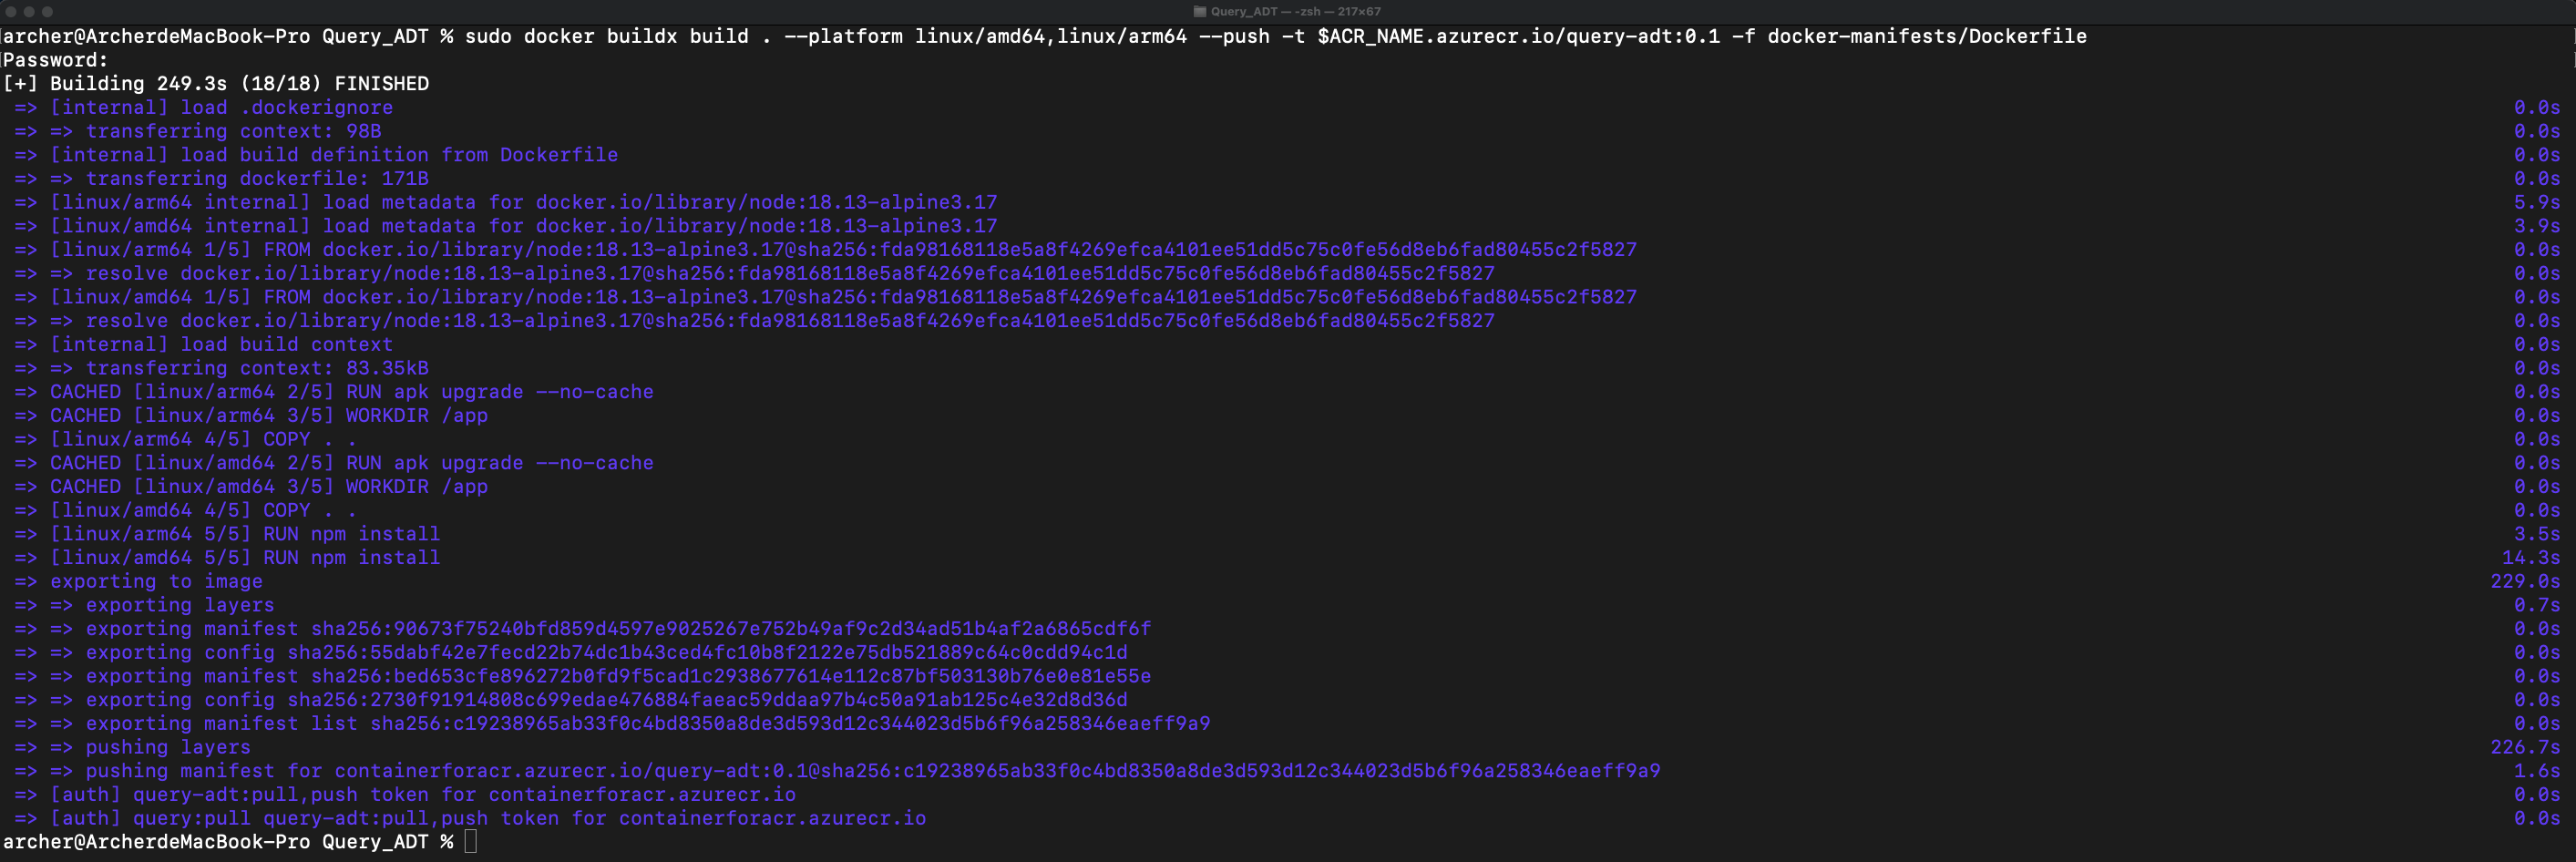 Query_ADT — -zsh — 217×67
archer@ArcherdeMacBook-Pro Query_ADT % sudo docker buildx build . --platform linux/amd64,linux/arm64 --push -t $ACR_NAME.azurecr.io/query-adt:0.1 -f docker-manifests/Dockerfile
Password:
[+] Building 249.3s (18/18) FINISHED
=> [internal] load .dockerignore 0.0s
=> => transferring context: 98B 0.0s
=> [internal] load build definition from Dockerfile 0.0s
=> => transferring dockerfile: 171B 0.0s
=> [linux/arm64 internal] load metadata for docker.io/library/node:18.13-alpine3.17 5.9s
=> [linux/amd64 internal] load metadata for docker.io/library/node:18.13-alpine3.17 3.9s
=> [linux/arm64 1/5] FROM docker.io/library/node:18.13-alpine3.17@sha256:fda98168118e5a8f4269efca4101ee51dd5c75c0fe56d8eb6fad80455c2f5827 0.0s
=> => resolve docker.io/library/node:18.13-alpine3.17@sha256:fda98168118e5a8f4269efca4101ee51dd5c75c0fe56d8eb6fad80455c2f5827 0.0s
=> [linux/amd64 1/5] FROM docker.io/library/node:18.13-alpine3.17@sha256:fda98168118e5a8f4269efca4101ee51dd5c75c0fe56d8eb6fad80455c2f5827 0.0s
=> => resolve docker.io/library/node:18.13-alpine3.17@sha256:fda98168118e5a8f4269efca4101ee51dd5c75c0fe56d8eb6fad80455c2f5827 0.0s
=> [internal] load build context 0.0s
=> => transferring context: 83.35kB 0.0s
=> CACHED [linux/arm64 2/5] RUN apk upgrade --no-cache 0.0s
=> CACHED [linux/arm64 3/5] WORKDIR /app 0.0s
=> [linux/arm64 4/5] COPY . . 0.0s
=> CACHED [linux/amd64 2/5] RUN apk upgrade --no-cache 0.0s
=> CACHED [linux/amd64 3/5] WORKDIR /app 0.0s
=> [linux/amd64 4/5] COPY . . 0.0s
=> [linux/arm64 5/5] RUN npm install 3.5s
=> [linux/amd64 5/5] RUN npm install 14.3s
=> exporting to image 229.0s
=> => exporting layers 0.7s
=> => exporting manifest sha256:90673f75240bfd859d4597e9025267e752b49af9c2d34ad51b4af2a6865cdf6f 0.0s
=> => exporting config sha256:55dabf42e7fecd22b74dc1b43ced4fc10b8f2122e75db521889c64c0cdd94c1d 0.0s
=> => exporting manifest sha256:bed653cfe896272b0fd9f5cad1c2938677614e112c87bf503130b76e0e81e55e 0.0s
=> => exporting config sha256:2730f91914808c699edae476884faeac59ddaa97b4c50a91ab125c4e32d8d36d 0.0s
=> => exporting manifest list sha256:c19238965ab33f0c4bd8350a8de3d593d12c344023d5b6f96a258346eaeff9a9 0.0s
=> => pushing layers 226.7s
=> => pushing manifest for containerforacr.azurecr.io/query-adt:0.1@sha256:c19238965ab33f0c4bd8350a8de3d593d12c344023d5b6f96a258346eaeff9a9 1.6s
=> [auth] query-adt:pull,push token for containerforacr.azurecr.io 0.0s
=> [auth] query:pull query-adt:pull,push token for containerforacr.azurecr.io 0.0s
archer@ArcherdeMacBook-Pro Query_ADT %